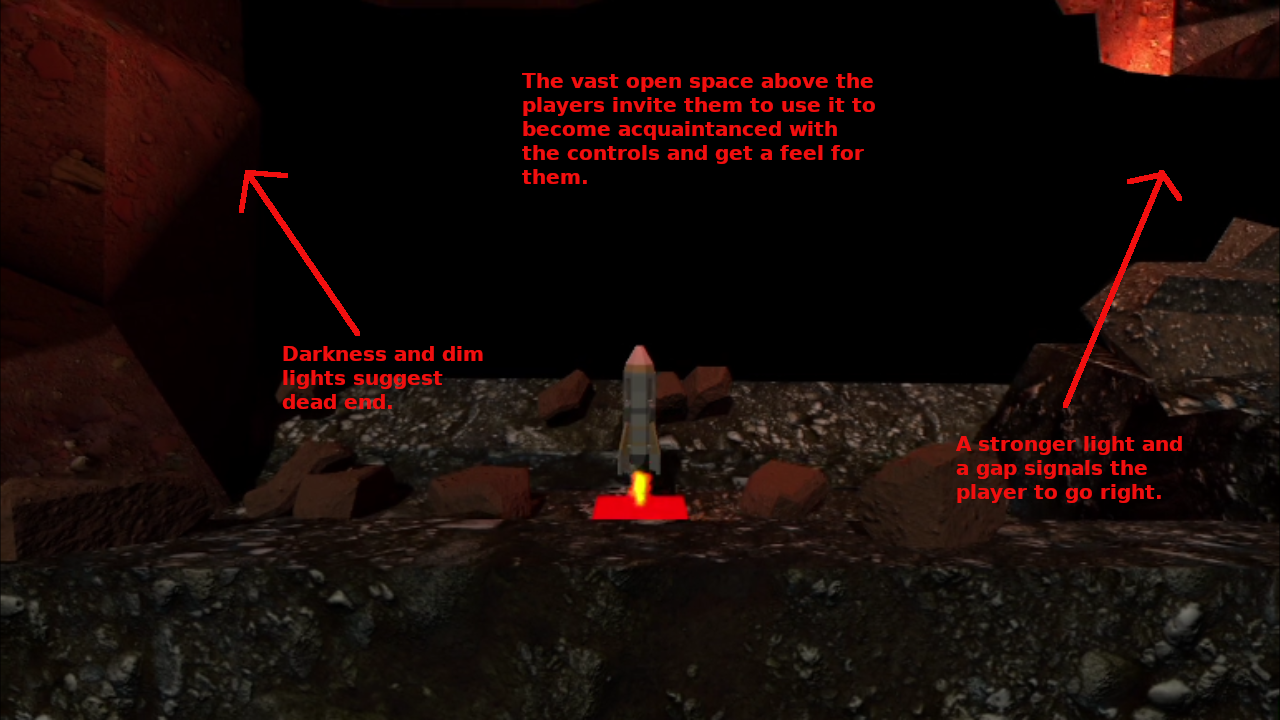 The vast open space above the
players invite them to use it to
become acquaintanced with
the controls and get a feel for
them.
Darkness and dim
lights suggest
dead end.
A stronger light and
a gap signals the
player to go right.